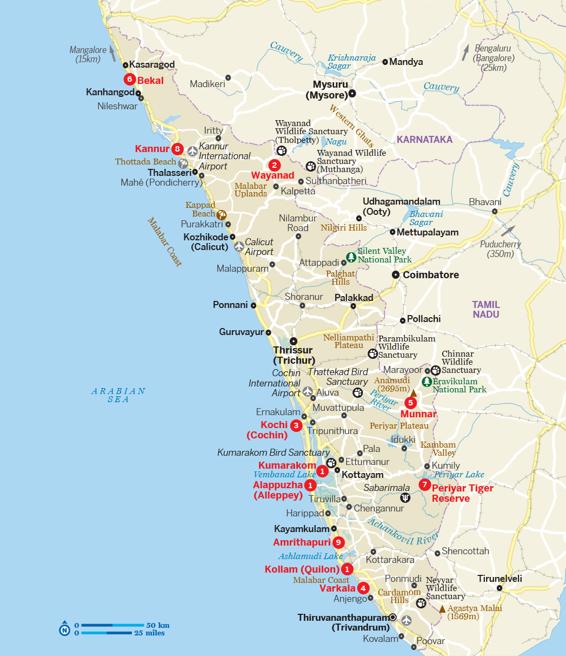 Mangalore
(15km)
Kasaragod
6
Bekal
Kanhangod
Nileshwar
Cauvery
Krishnaraja
Sagar
Mandya
Bengaluru
(Bangalore)
(25km)
Madikeri
Mysuru
(Mysore)
Cauvery
Western Ghats
KARNATAKA
Iritty
Kannur
8
Kannur
International
Airport
Thottada Beach
Thalasseri
Mahé (Pondicherry)
Wayanad
Wildlife Sanctuary
(Tholpetty)
Nagu
Wayanad Wildlife
Sanctuary
(Muthanga)
2
Wayanad
Malabar
Uplands
Sulthanbatheri
Kalpetta
Cauvery
Kappad
Beach
Purakkatri
Kozhikode
(Calicut)
Calicut
Airport
Malabar Coast
Malappuram
Nilambur
Road
Udhagamandalam
(Ooty)
Nilgiri Hills
Bhavani
Sagar
Bhavani
Mettupalayam
Puducherry
(350m)
Attappadi
Silent Valley
National Park
Palghat
Hills
Coimbatore
Ponnani
Shoranur
Palakkad
TAMIL
NADU
Pollachi
Guruvayur
Thrissur
(Trichur)
Nelliampathi
Plateau
Parambikulam
Wildlife
Sanctuary
Chinnar
Wildlife
Sanctuary
Marayoor
Cochin
International
Airport
Thattekad Bird
Sanctuary
Anamudi
(2695m)
Eravikulam
National Park
Aluva
Periyar
River
5
Munnar
ARABIAN
SEA
Ernakulam
Muvattupula
Kochi
(Cochin)
3
Tripunithura
Periyar Plateau
Idukki
Kambam
Valley
Kumarakom Bird Sanctuary
Pala
Ettumanur
Kumily
Periyar Lake
Kumarakom
1
Vembanad Lake
Kottayam
Alappuzha
(Alleppey)
1
Sabarimala
7
Periyar Tiger
Reserve
Tiruvilla
Chengannur
Harippad
Kayamkulam
Achankovil River
Amrithapuri
9
Ashlamudi Lake
Shencottah
Kottarakara
Kollam (Quilon)
1
Malabar Coast
Varkala
4
Ponmudi
Cardamom
Hills
Neyyar
Wildlife
Sanctuary
Tirunelveli
Anjengo
Agastya Malai
(1869m)
Thiruvananthapuram
(Trivandrum)
Kovalam
Poovar
N
0 50 km
0 25 miles